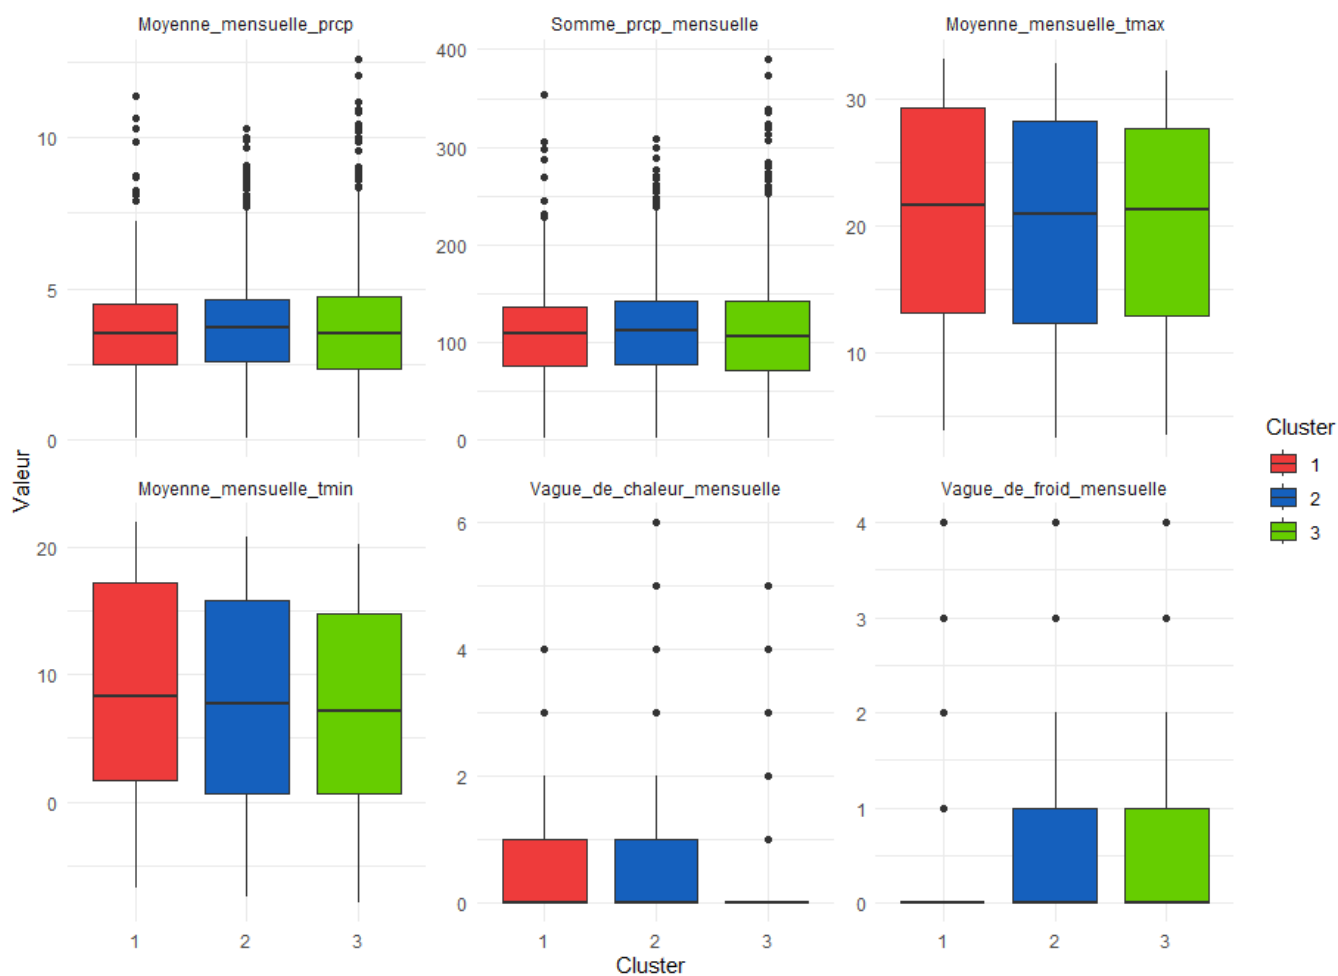 Moyenne_mensuelle_prcp
Somme_prcp_mensuelle
Moyenne_mensuelle_tmax
10
5
0
400
300
200
100
0
30
20
10
Valeur
Moyenne_mensuelle_tmin
Vague_de_chaleur_mensuelle
Vague_de_froid_mensuelle
20
10
0
6
4
2
0
4
3
2
1
0
1 2 3
1 2 3
1 2 3
Cluster
Cluster
1
2
3